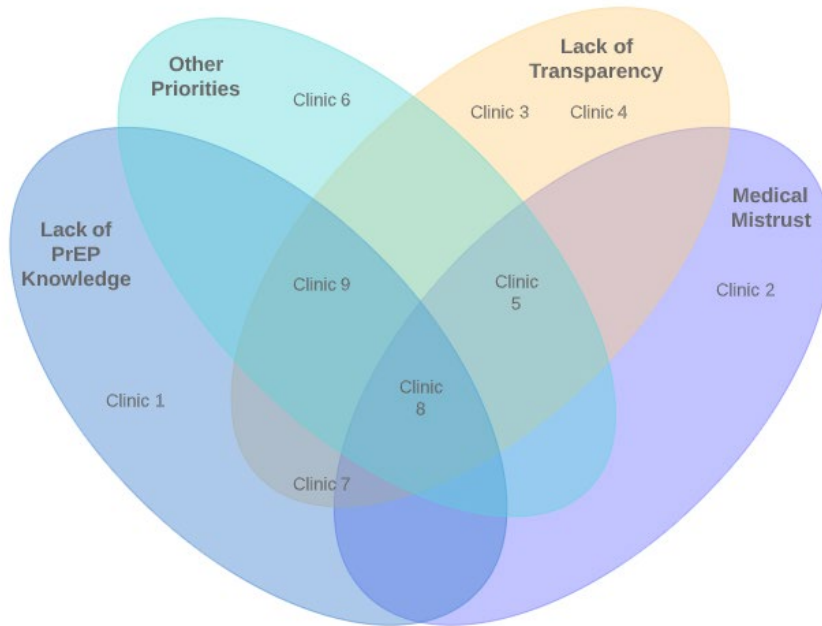 Lack of
Transparency
Other
Priorities
Clinic 6
Clinic 3
Clinic 4
Medical
Mistrust
Lack of
PrEP
Knowledge
Clinic 9
Clinic
5
Clinic 2
Clinic 1
Clinic
8
Clinic 7